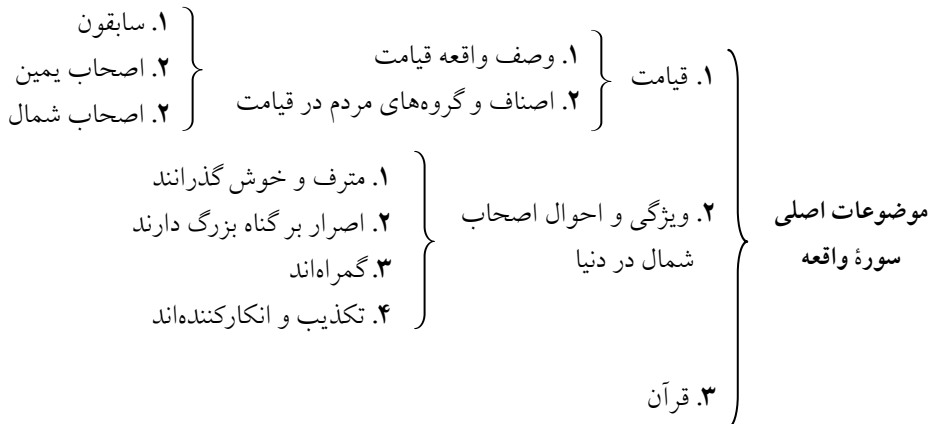 موضوعات اصلی
سورهٔ واقعه
۱. قیامت
۱. وصف واقعه قیامت
۲. اصناف و گروه‌های مردم در قیامت
۱. سابقون
۲. اصحاب یمین
۲. اصحاب شمال
۲. ویژگی و احوال اصحاب
شمال در دنیا
۱. مترف و خوش گذرانند
۲. اصرار بر گناه بزرگ دارند
۳. گمراه‌اند
۴. تکذیب و انکارکننده‌اند
۳. قرآن